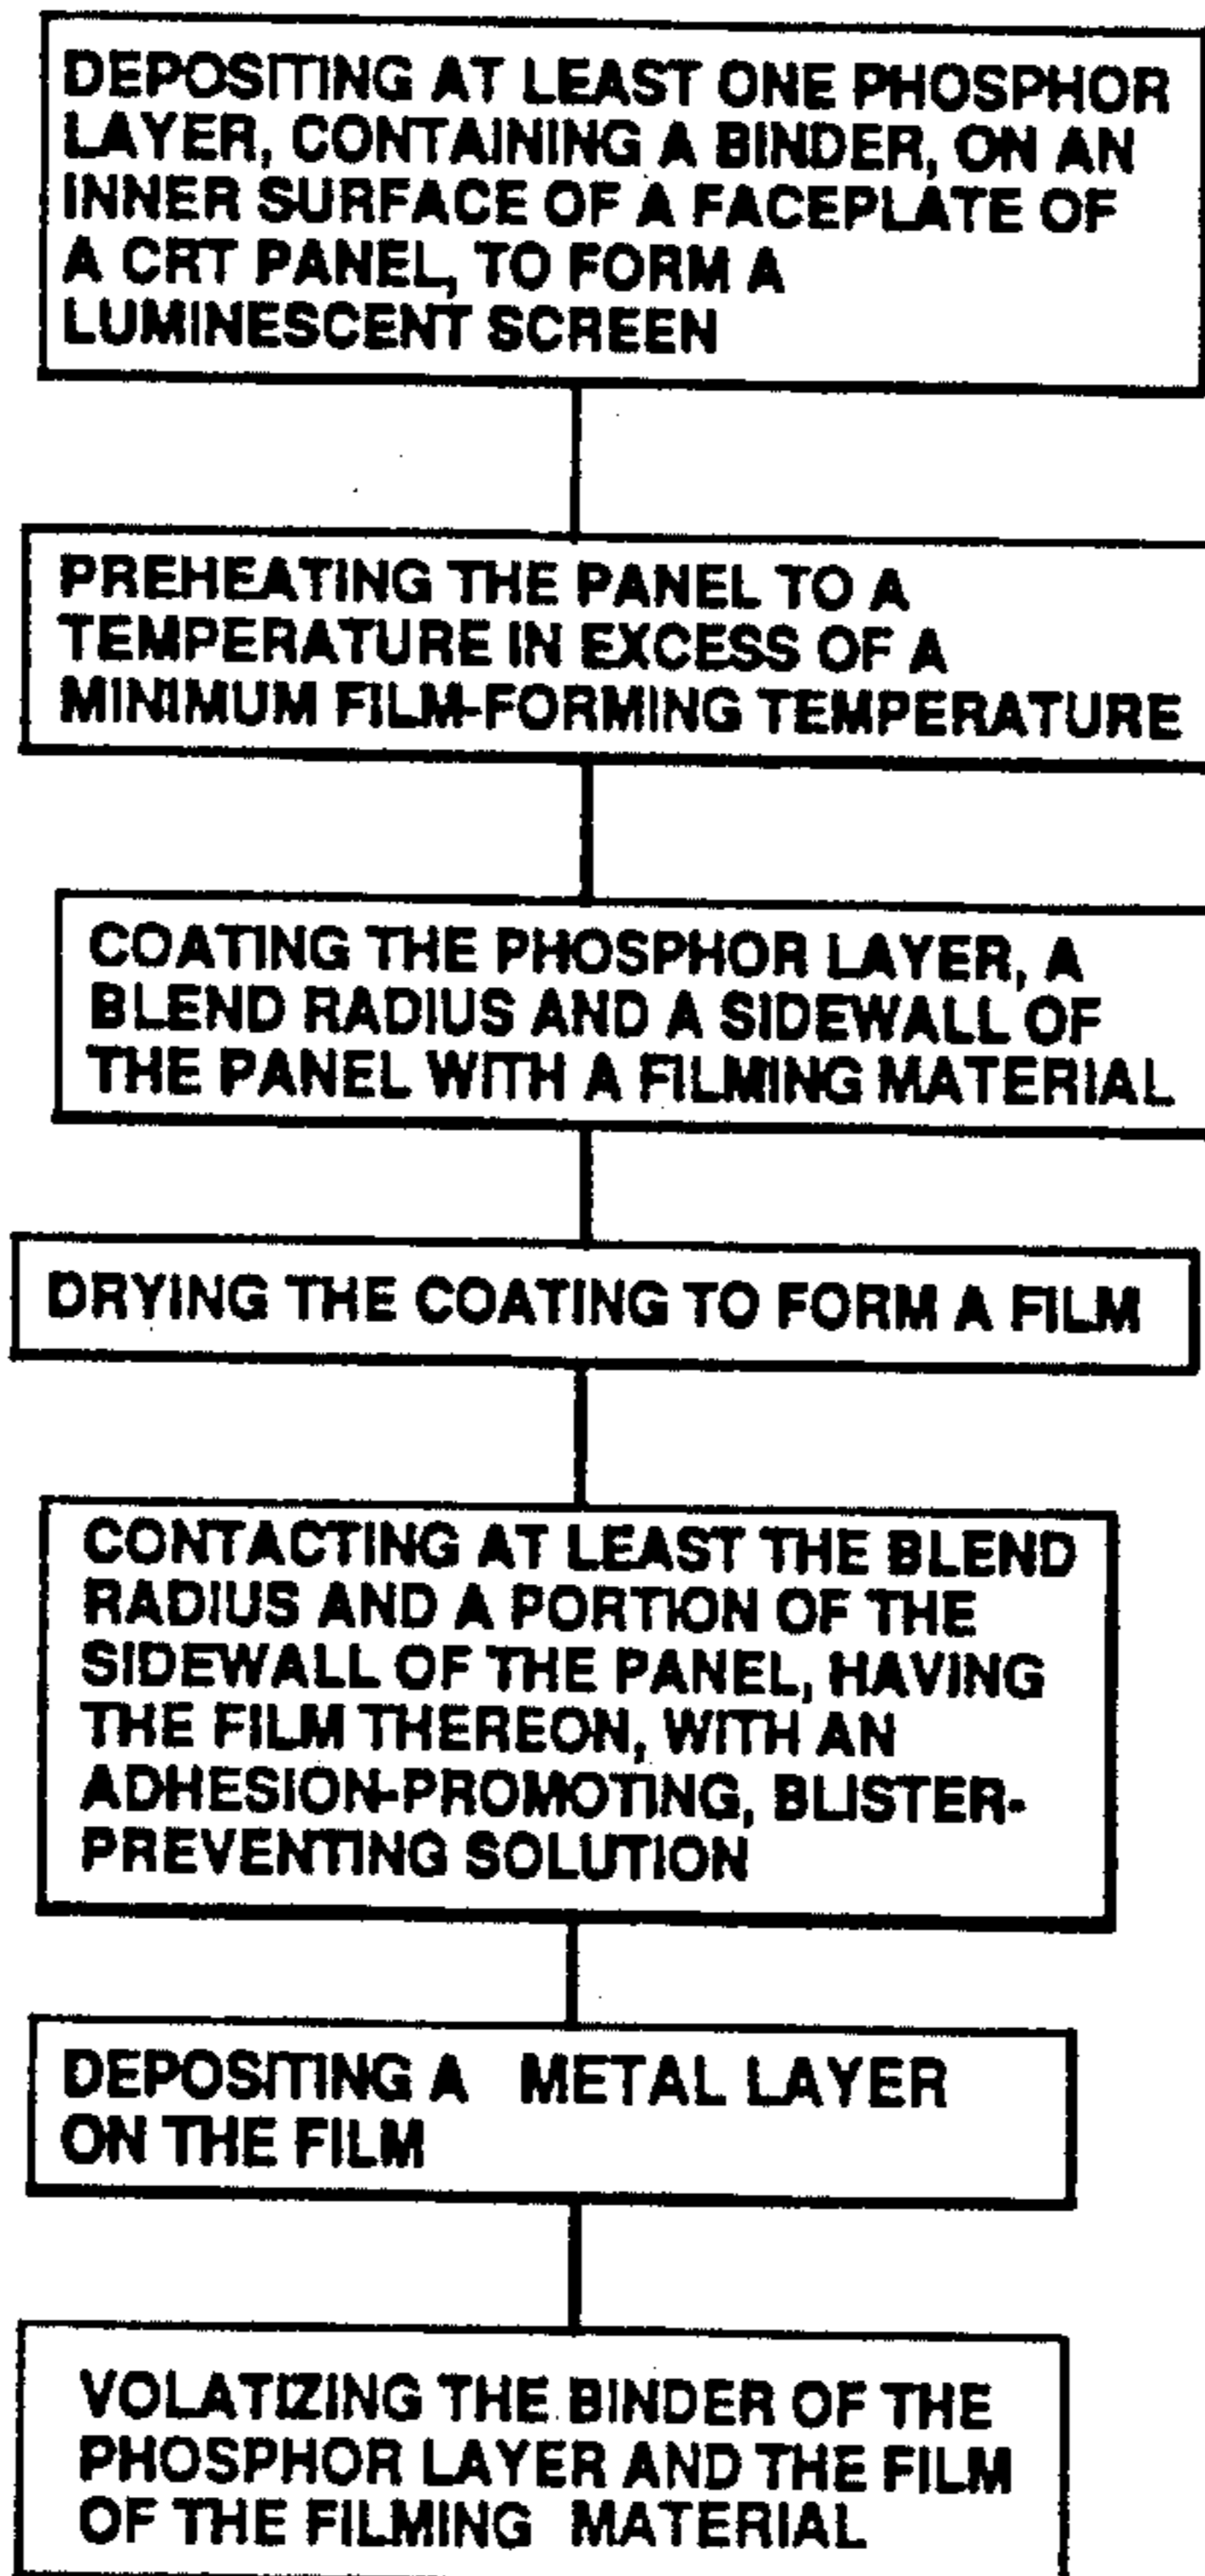 DEPOSITING AT LEAST ONE PHOSPHOR
LAYER, CONTAINING A BINDER, ON AN
INNER SURFACE OF A FACEPLATE OF
A CRT PANEL, TO FORM A
LUMINESCENT SCREEN
PREHEATING THE PANEL TO A
TEMPERATURE IN EXCESS OF A
MINIMUM FILM-FORMING TEMPERATURE
COATING THE PHOSPHOR LAYER, A
BLEND RADIUS AND A SIDEWALL OF
THE PANEL WITH A FILMING MATERIAL
DRYING THE COATING TO FORM A FILM
CONTACTING AT LEAST THE BLEND
RADIUS AND A PORTION OF THE
SIDEWALL OF THE PANEL, HAVING
THE FILM THEREON, WITH AN
ADHESION-PROMOTING, BLISTER-
PREVENTING SOLUTION
DEPOSITING A METAL LAYER
ON THE FILM
VOLATIZING THE BINDER OF THE
PHOSPHOR LAYER AND THE FILM
OF THE FILMING MATERIAL